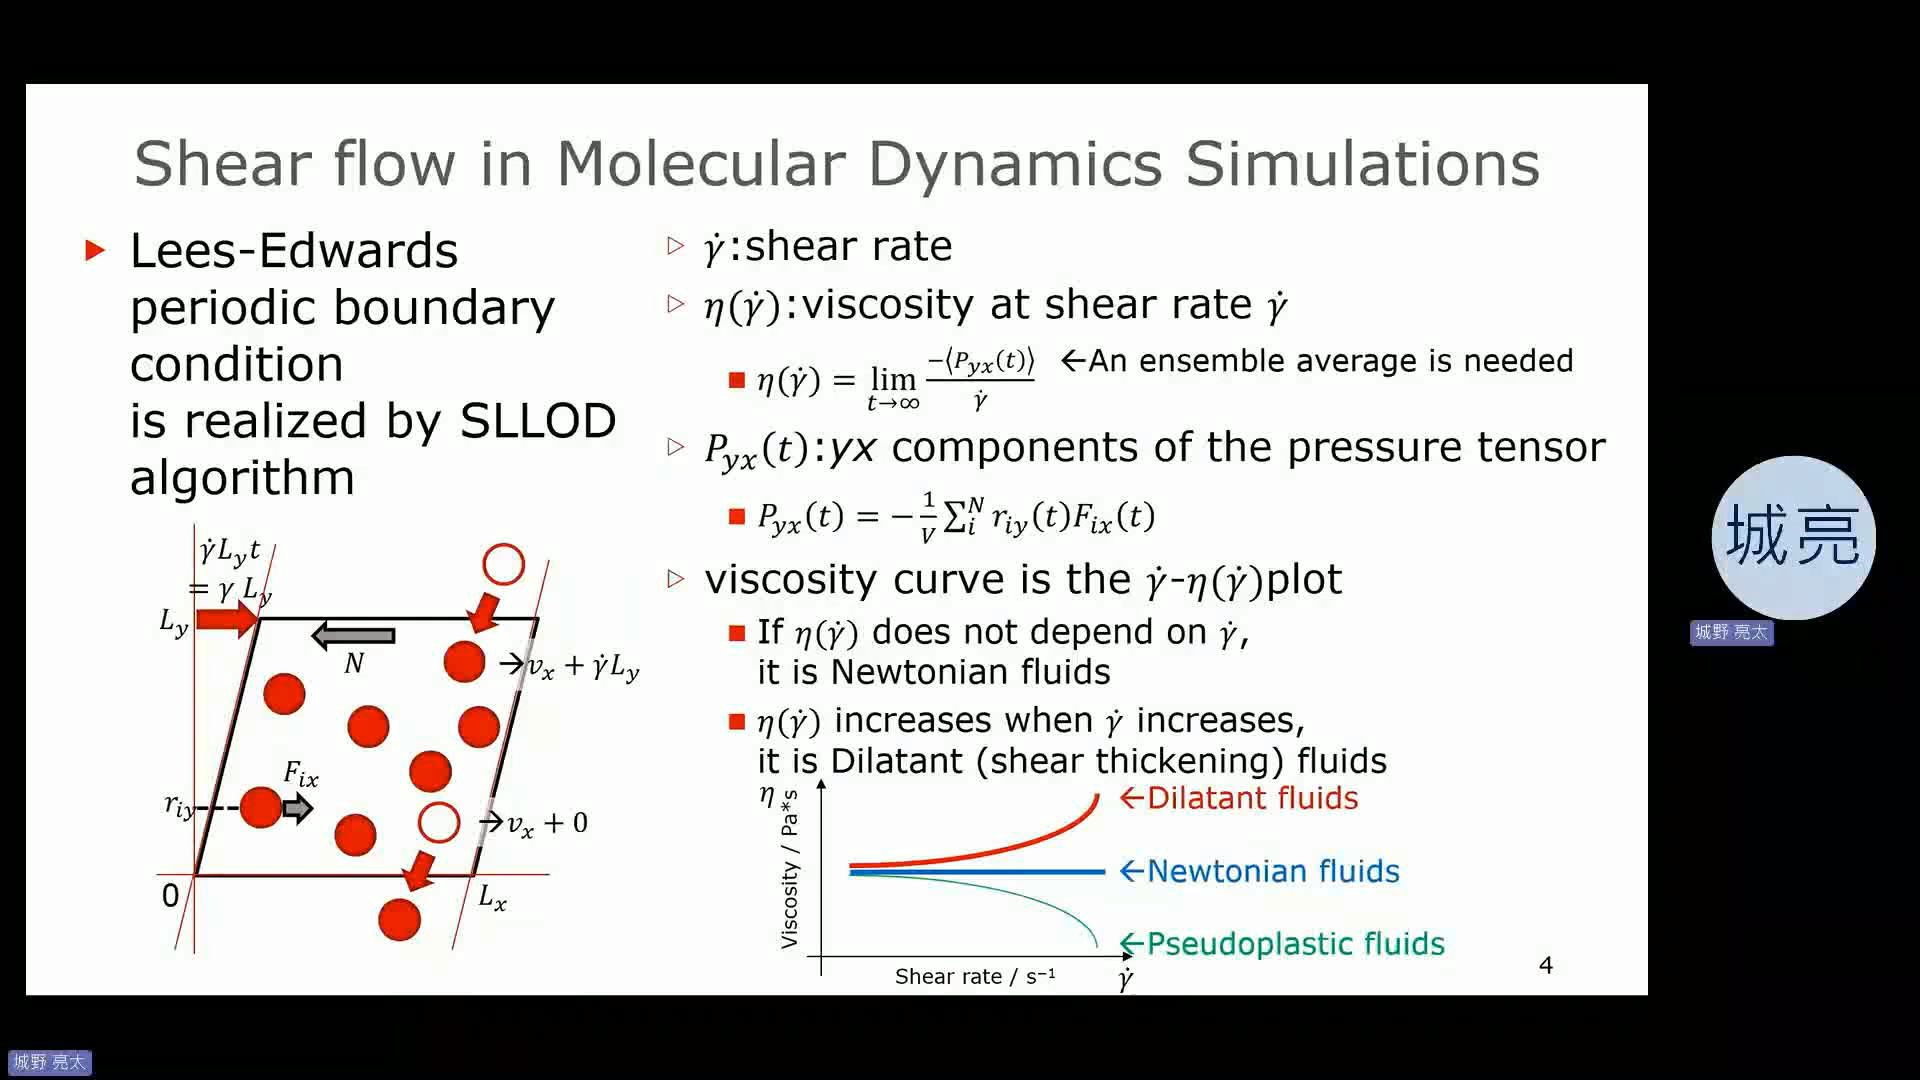 Shear flow in Molecular Dynamics Simulations
Lees-Edwards
periodic boundary
condition
is realized by SLLOD
algorithm
γ̇L_y t
= γ L_y
L_y
N
→v_x + γ̇L_y
F_ix
r_iy
→v_x + 0
0
L_x
γ̇:shear rate
η(γ̇):viscosity at shear rate γ̇
η(γ̇) = lim_{t→∞} −⟨P_yx(t)⟩ / γ̇ ←An ensemble average is needed
P_yx(t):yx components of the pressure tensor
P_yx(t) = −1/V ∑_i^N r_iy(t)F_ix(t)
viscosity curve is the γ̇-η(γ̇)plot
If η(γ̇) does not depend on γ̇,
it is Newtonian fluids
η(γ̇) increases when γ̇ increases,
it is Dilatant (shear thickening) fluids
η
Viscosity / Pa*s
←Dilatant fluids
←Newtonian fluids
←Pseudoplastic fluids
Shear rate / s⁻¹
γ̇
4
城亮
城野 亮太
城野 亮太